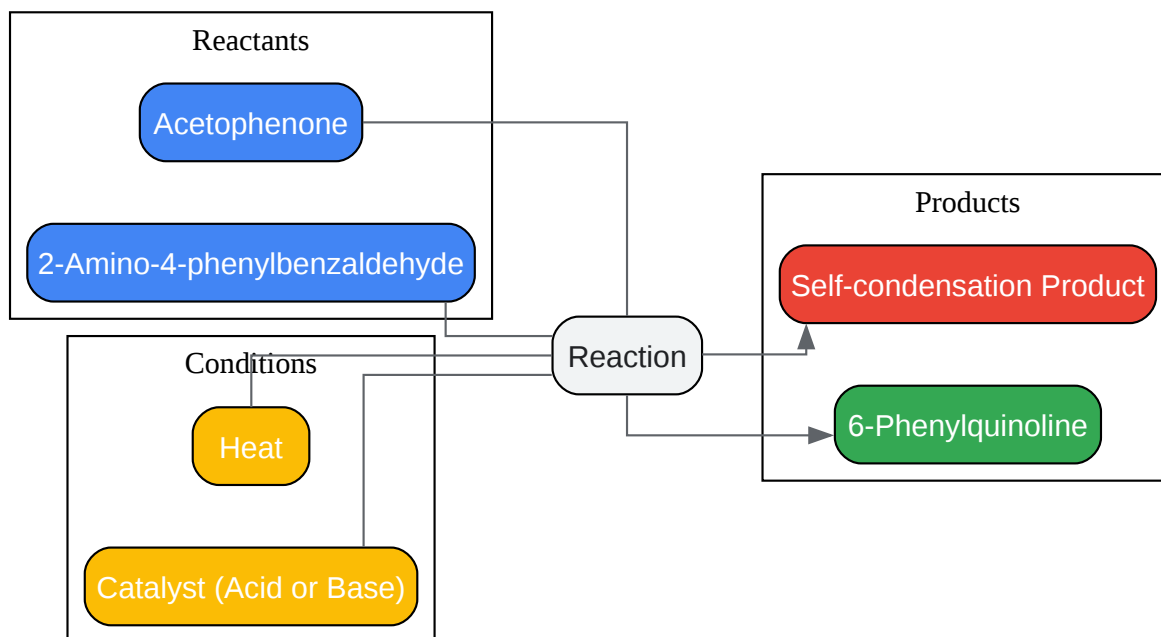 Reactants
Acetophenone
2-Amino-4-phenylbenzaldehyde
Conditions
Heat
Catalyst (Acid or Base)
Reaction
Products
Self-condensation Product
6-Phenylquinoline